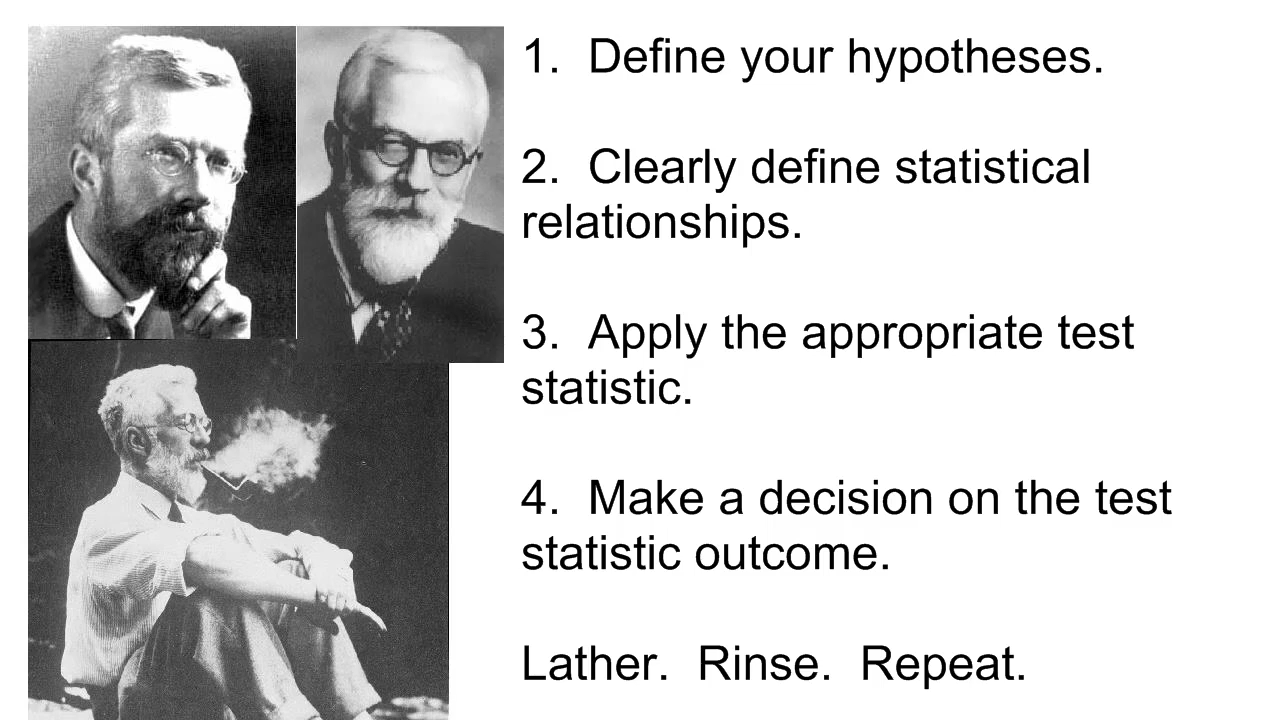 1.  Define your hypotheses.
2.  Clearly define statistical
relationships.
3.  Apply the appropriate test
statistic.
4.  Make a decision on the test
statistic outcome.
Lather.  Rinse.  Repeat.